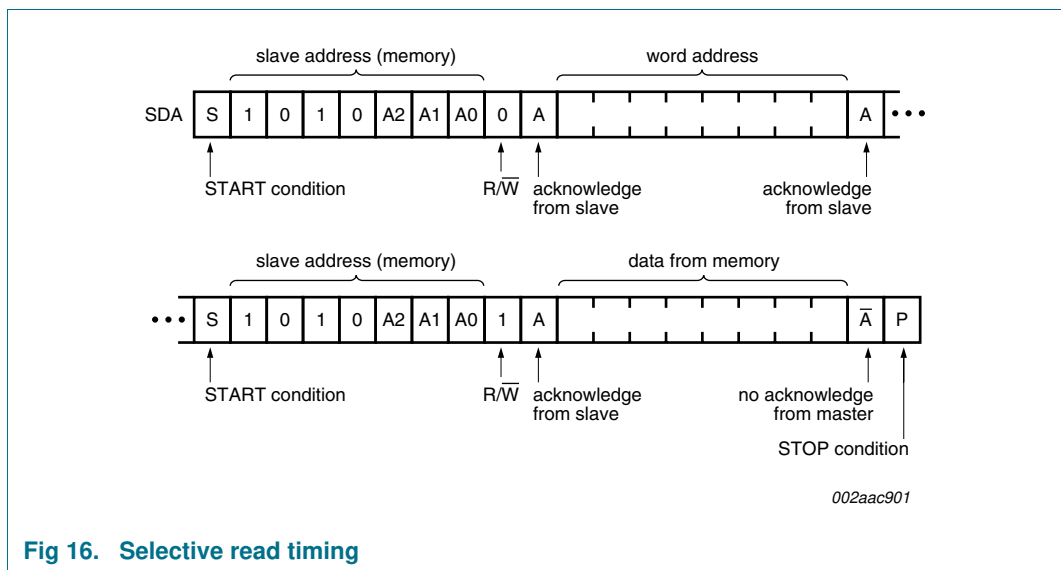 slave address (memory) word address
SDA S 1 0 1 0 A2 A1 A0 0 A A •••
START condition R/W̅ acknowledge from slave acknowledge from slave
slave address (memory) data from memory
••• S 1 0 1 0 A2 A1 A0 1 A A̅ P
START condition R/W̅ acknowledge from slave no acknowledge from master
STOP condition
002aac901
Fig 16. Selective read timing